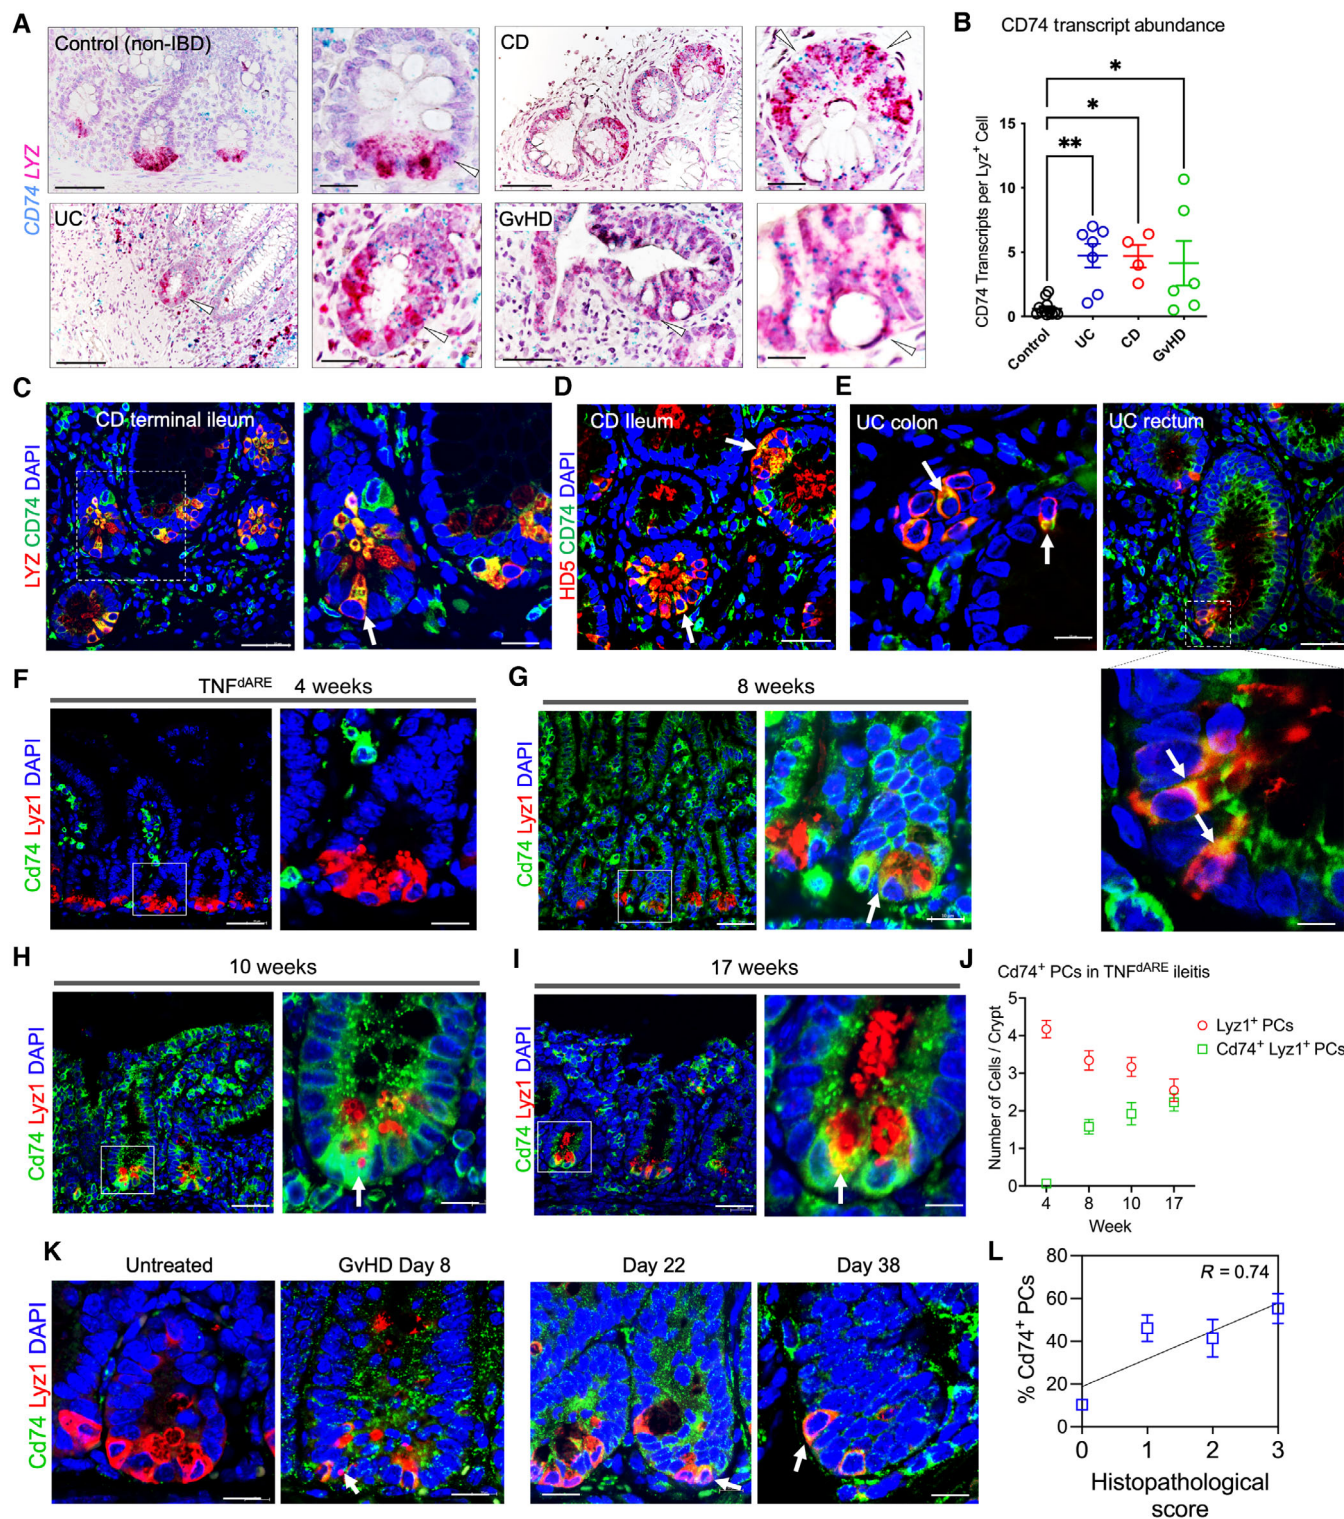 A
Control (non-IBD)
CD
UC
GvHD
CD74 LYZ
B
CD74 transcript abundance
*
*
**
15
10
5
0
CD74 Transcripts per Lyz+ Cell
Control
UC
CD
GvHD
C
CD terminal ileum
LYZ CD74 DAPI
D
CD Ileum
HD5 CD74 DAPI
E
UC colon
UC rectum
F
TNFdARE 4 weeks
Cd74 Lyz1 DAPI
G
8 weeks
Cd74 Lyz1 DAPI
H
10 weeks
Cd74 Lyz1 DAPI
I
17 weeks
Cd74 Lyz1 DAPI
J
Cd74+ PCs in TNFdARE ileitis
5
4
3
2
1
0
Number of Cells / Crypt
4
8
10
17
Week
Lyz1+ PCs
Cd74+ Lyz1+ PCs
K
Untreated
GvHD Day 8
Day 22
Day 38
Cd74 Lyz1 DAPI
L
R = 0.74
80
60
40
20
0
% Cd74+ PCs
0
1
2
3
Histopathological
score